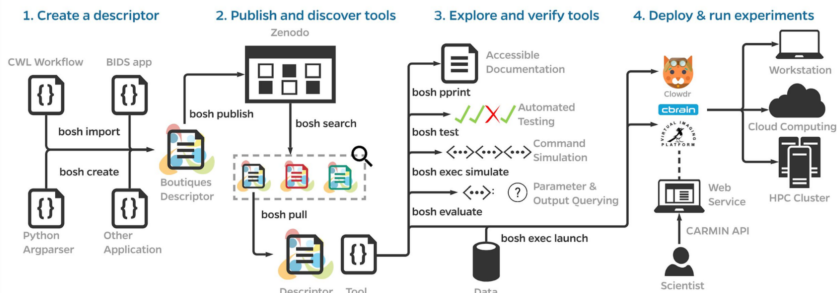 1. Create a descriptor
2. Publish and discover tools
3. Explore and verify tools
4. Deploy & run experiments
CWL Workflow
BIDS app
bosh import
bosh create
Python
Argparser
Other
Application
Boutiques
Descriptor
bosh publish
Zenodo
bosh search
bosh pull
Descriptor
Tool
Accessible
Documentation
bosh pprint
Automated
Testing
bosh test
Command
Simulation
bosh exec simulate
Parameter &
Output Querying
bosh evaluate
bosh exec launch
Data
Clowdr
cbrain
VIRTUAL IMAGING
PLATFORM
Web
Service
CARMIN API
Scientist
Workstation
Cloud Computing
HPC Cluster